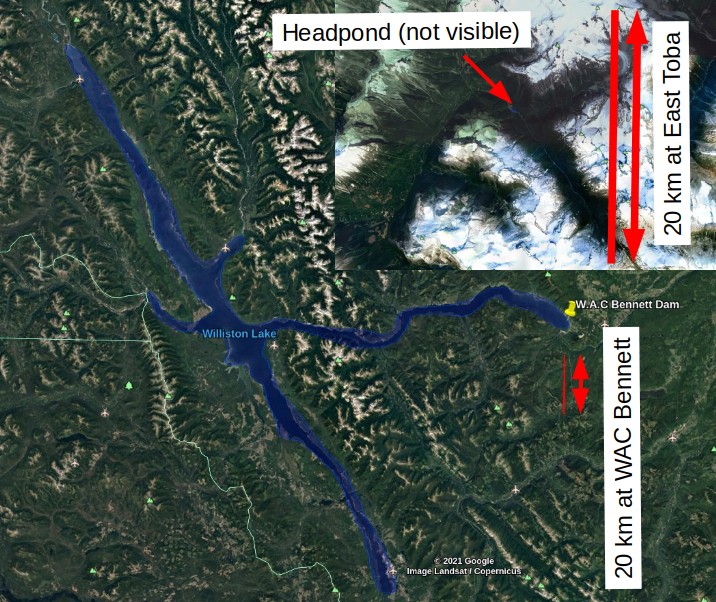 Headpond (not visible)
20 km at East Toba
Williston Lake
W.A.C Bennett Dam
20 km at WAC Bennett
© 2021 Google
Image Landsat / Copernicus